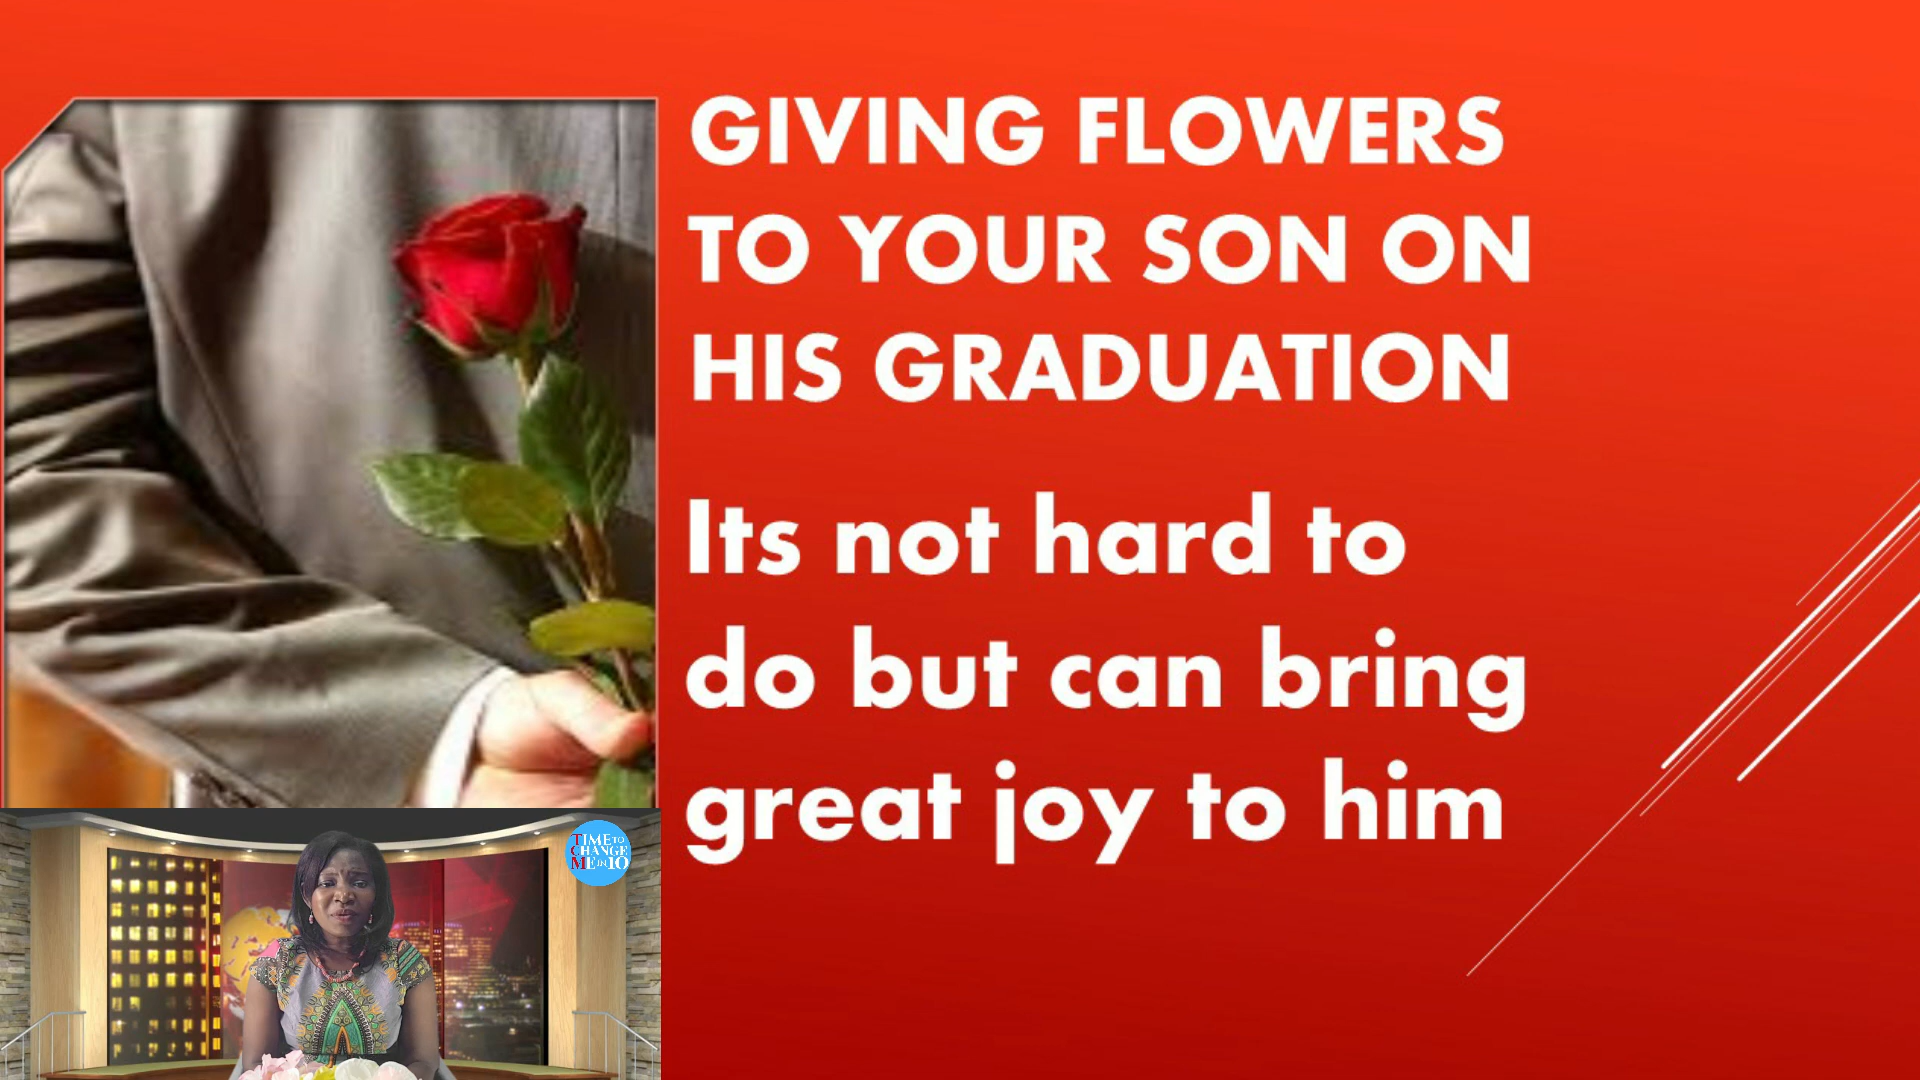 GIVING FLOWERS
TO YOUR SON ON
HIS GRADUATION
Its not hard to
do but can bring
great joy to him
TIME TO
CHANGE
ME IN 10